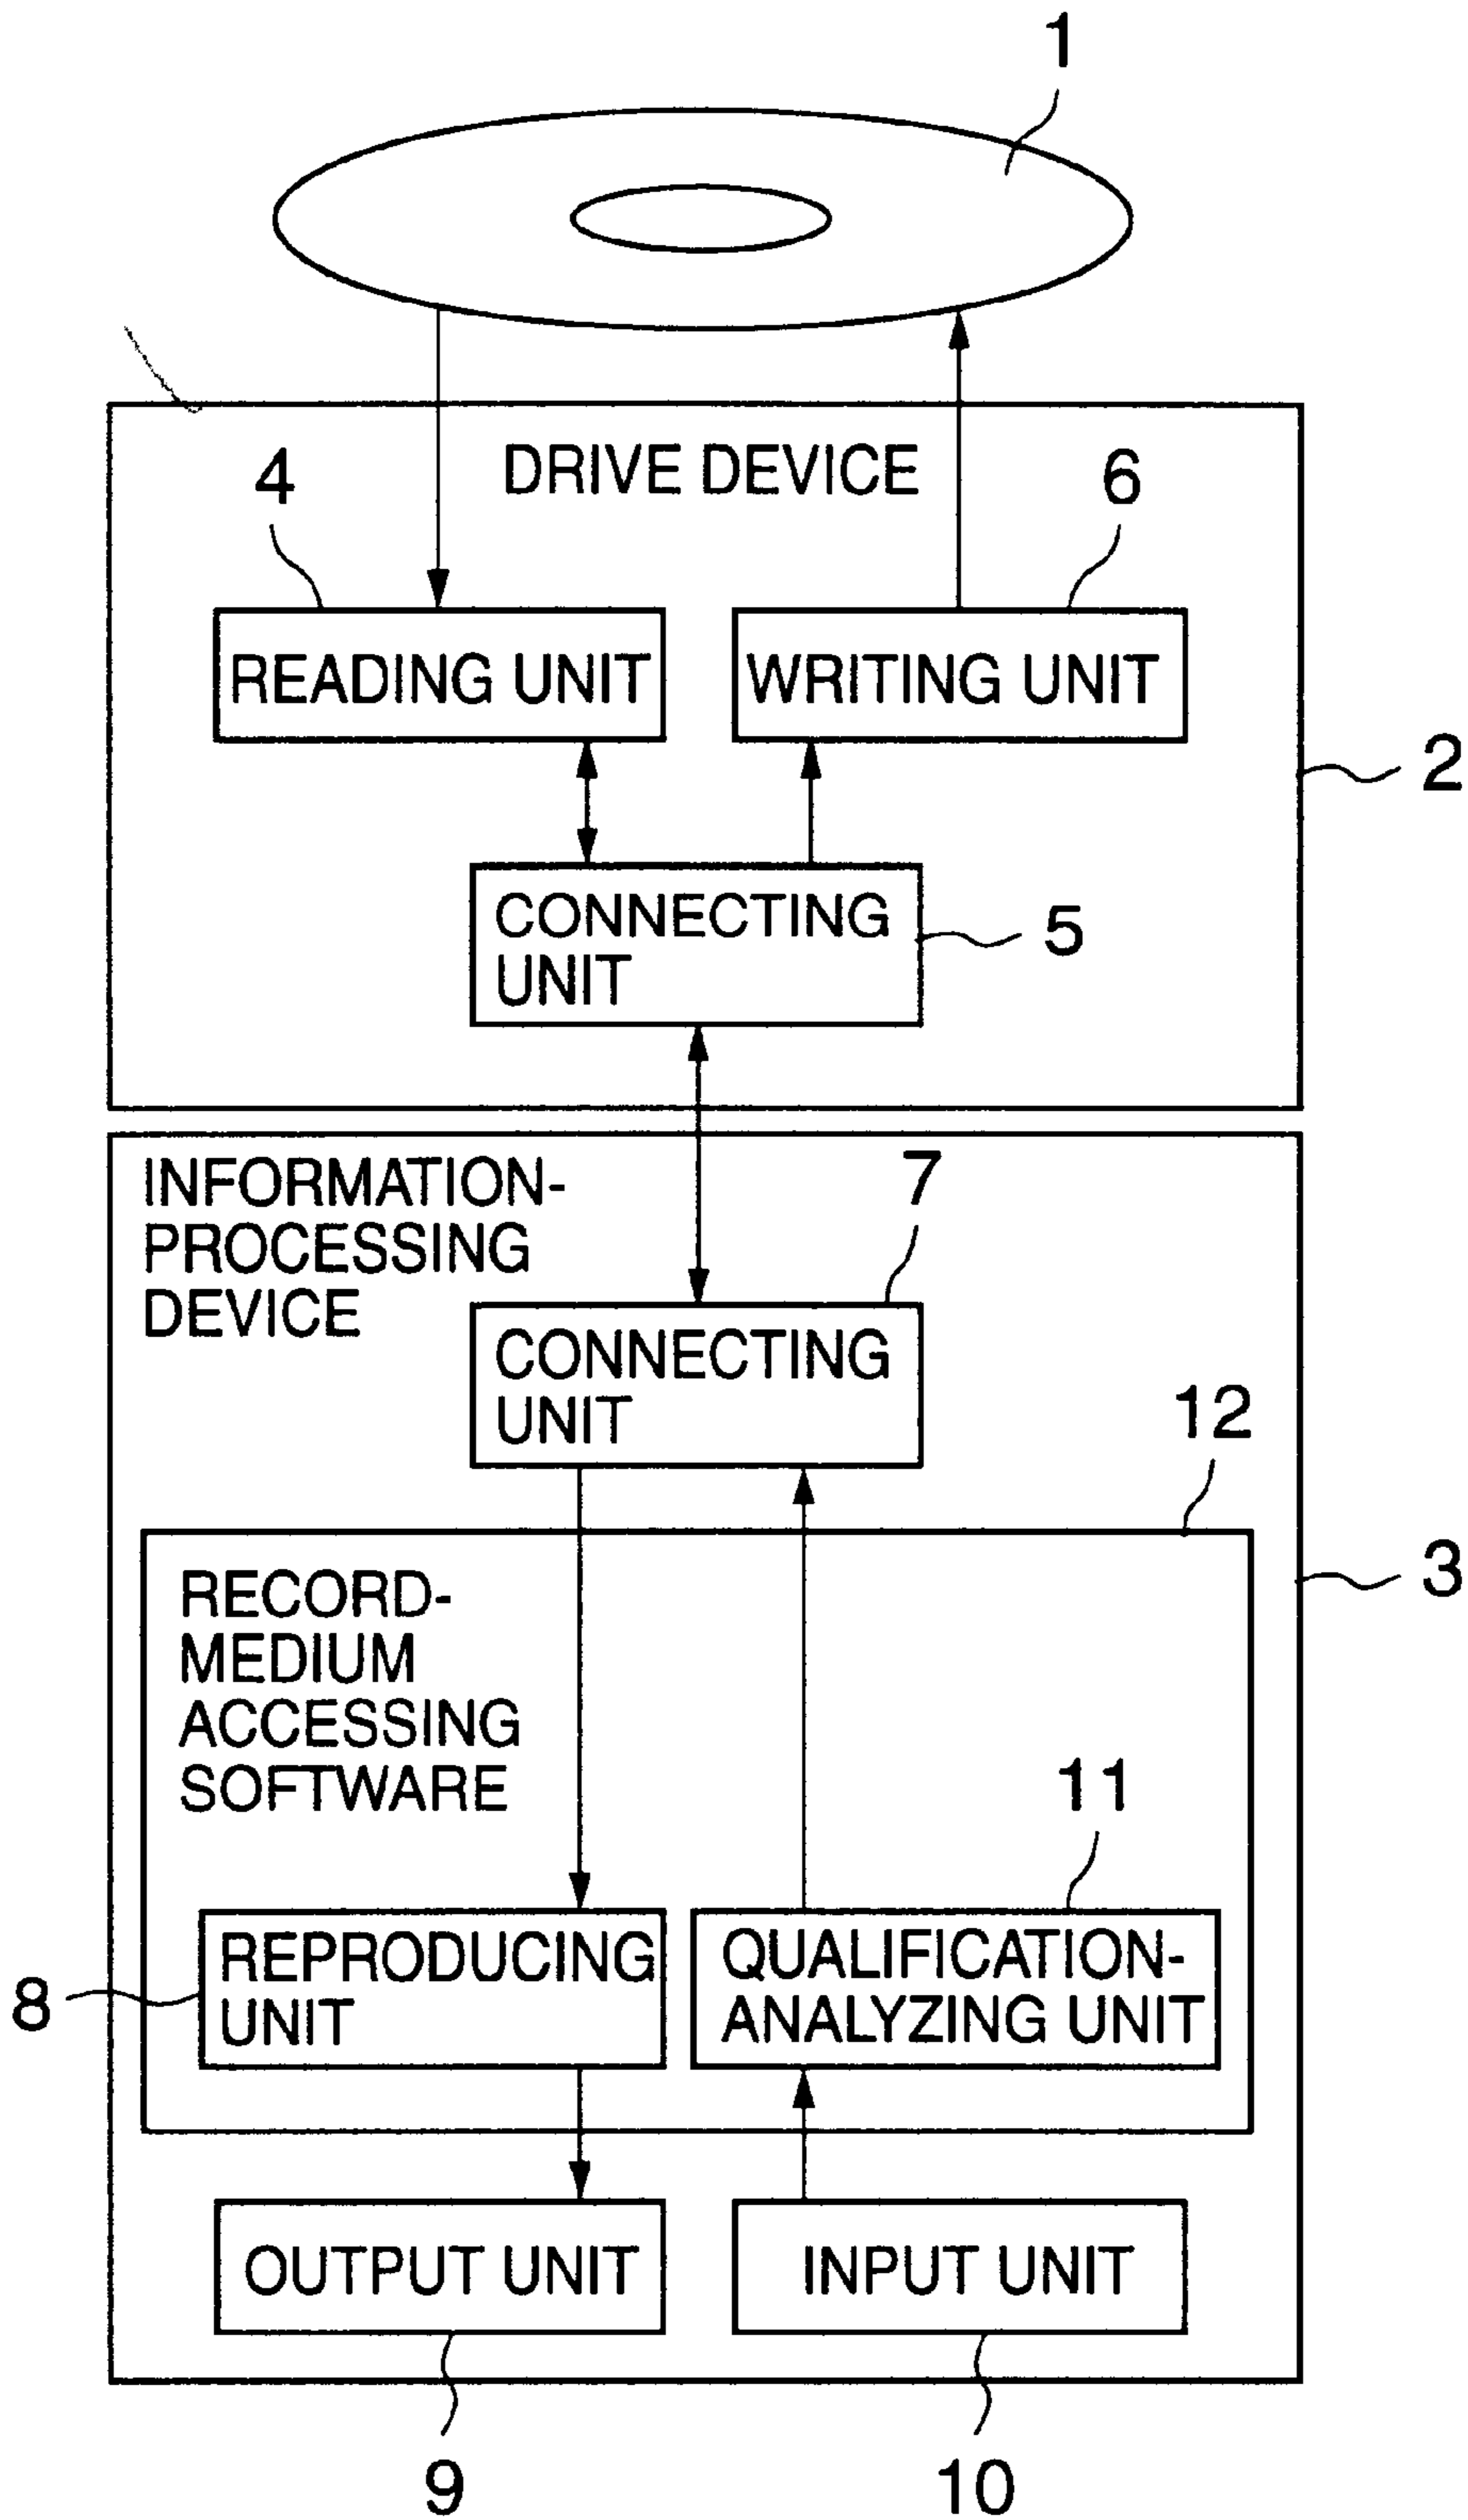 1
DRIVE DEVICE
4
6
READING UNIT
WRITING UNIT
2
CONNECTING
UNIT
5
INFORMATION-
PROCESSING
DEVICE
7
CONNECTING
UNIT
12
3
RECORD-
MEDIUM
ACCESSING
SOFTWARE
11
REPRODUCING
UNIT
QUALIFICATION-
ANALYZING UNIT
8
OUTPUT UNIT
INPUT UNIT
9
10